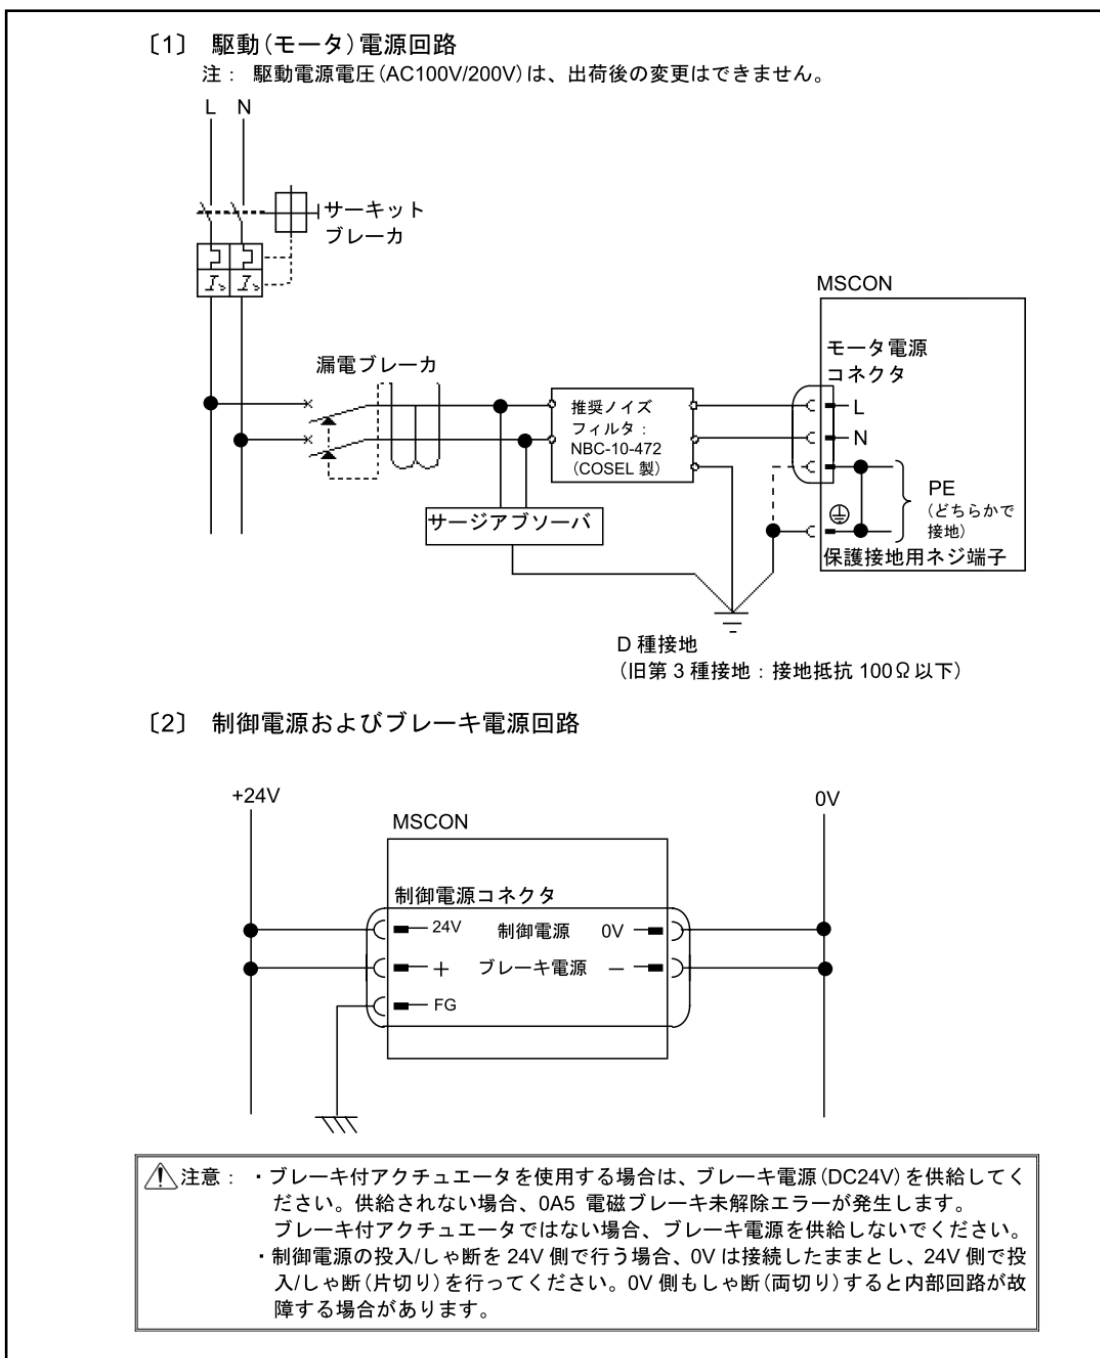 〔1〕 駆動(モータ)電源回路
注： 駆動電源電圧(AC100V/200V)は、出荷後の変更はできません。
L N
サーキット
ブレーカ
MSCON
モータ電源
コネクタ
漏電ブレーカ
推奨ノイズ
フィルタ：
NBC-10-472
(COSEL 製)
L
N
PE
(どちらかで
接地)
サージアブソーバ
保護接地用ネジ端子
D 種接地
(旧第 3 種接地：接地抵抗 100Ω以下)
〔2〕 制御電源およびブレーキ電源回路
+24V
0V
MSCON
制御電源コネクタ
24V 制御電源 0V
＋ ブレーキ電源 －
FG
注意： ・ブレーキ付アクチュエータを使用する場合は、ブレーキ電源(DC24V)を供給してく
ださい。供給されない場合、0A5 電磁ブレーキ未解除エラーが発生します。
ブレーキ付アクチュエータではない場合、ブレーキ電源を供給しないでください。
・制御電源の投入/しゃ断を 24V 側で行う場合、0V は接続したままとし、24V 側で投
入/しゃ断(片切り)を行ってください。0V 側もしゃ断(両切り)すると内部回路が故
障する場合があります。